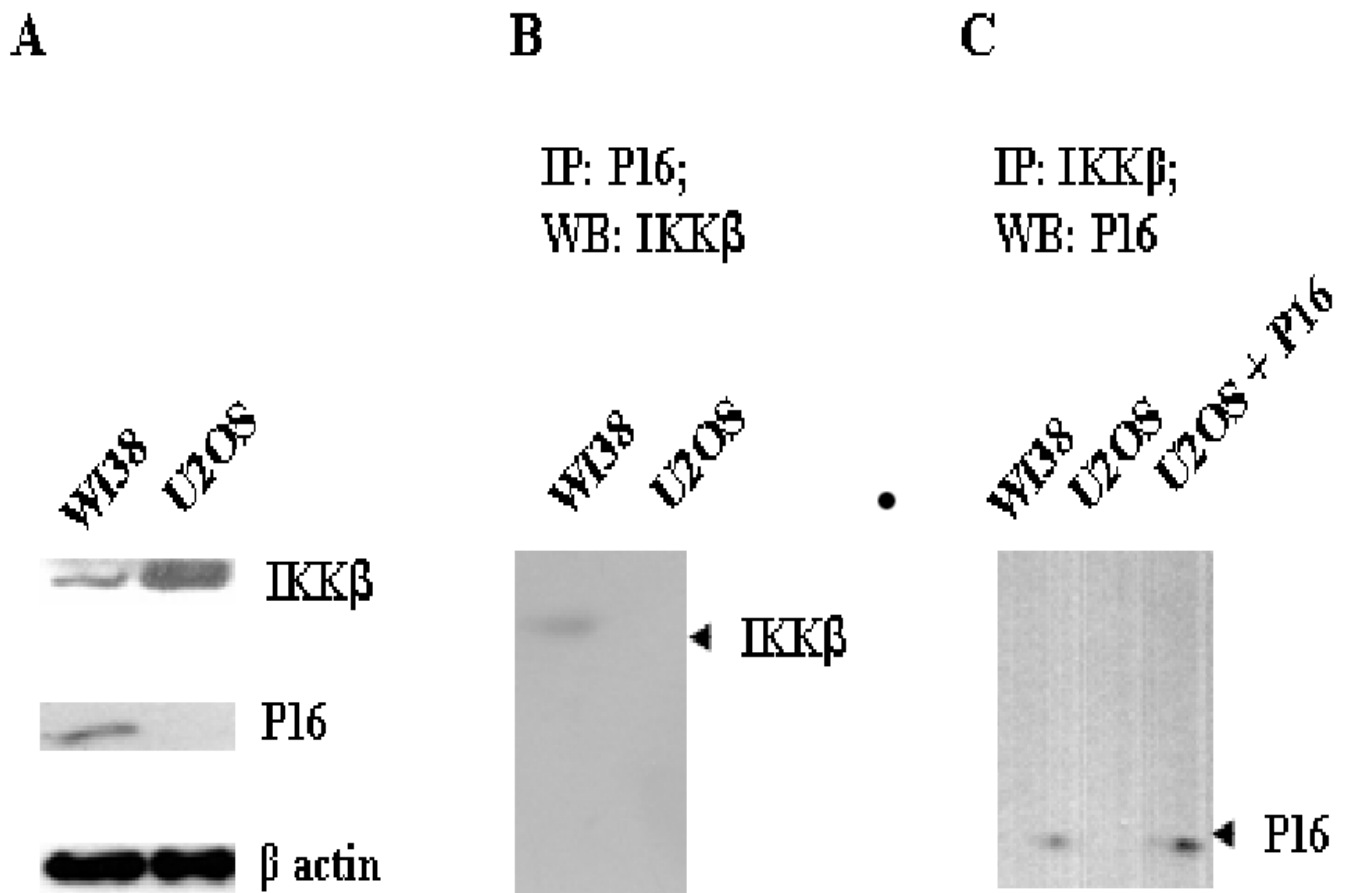 A
B
C
IP: P16;
WB: IKKβ
IP: IKKβ;
WB: P16
WI38
U2OS
WI38
U2OS
WI38
U2OS
U2OS + P16
IKKβ
P16
β actin
IKKβ
P16